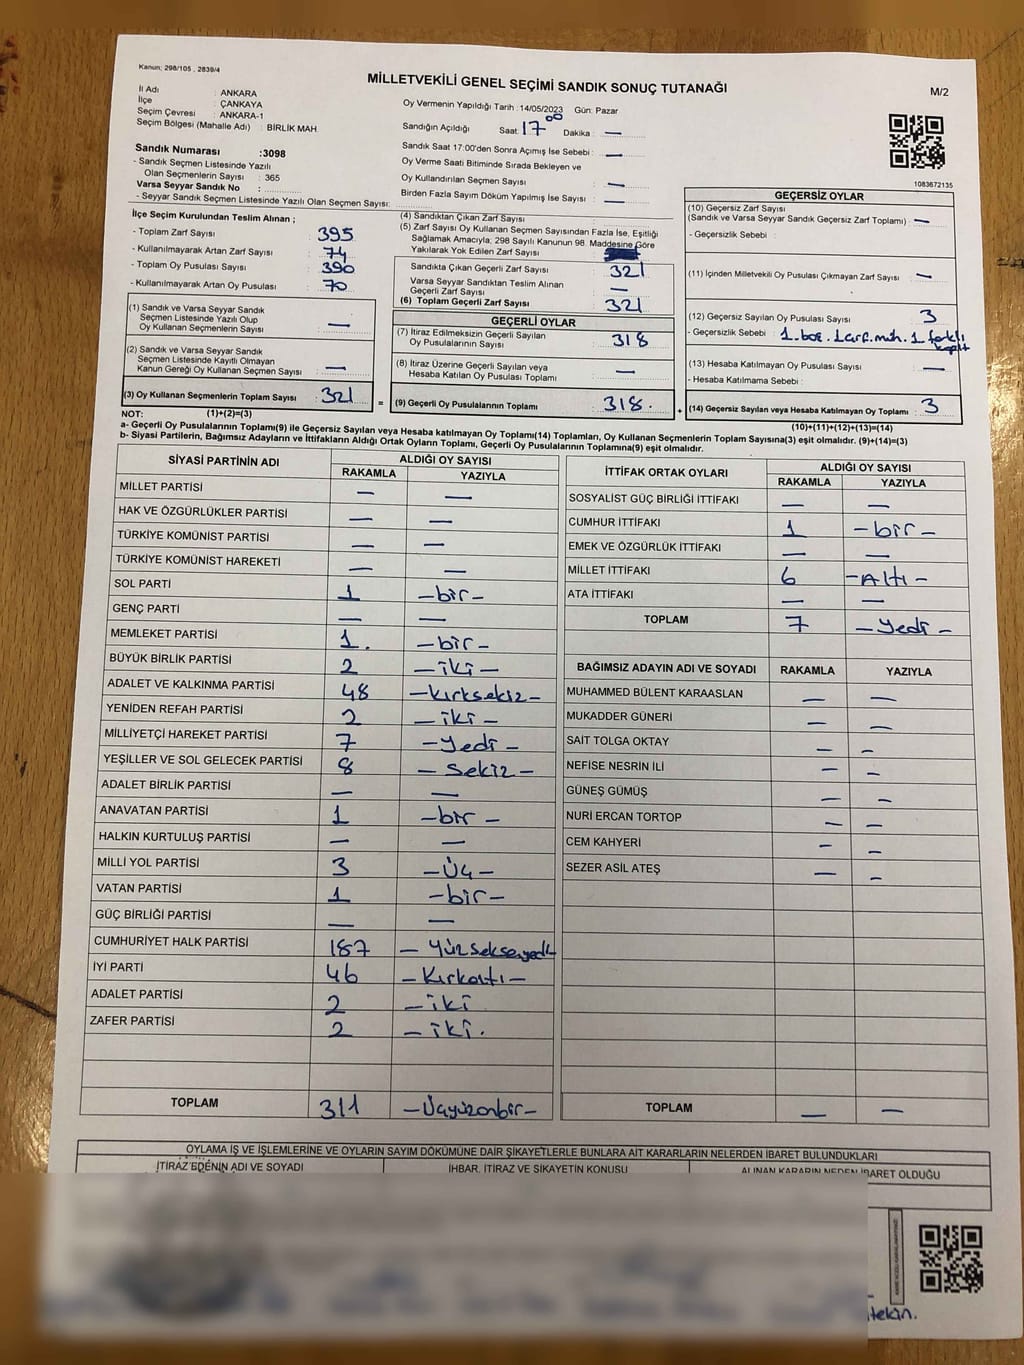 Kanun; 298/105 , 2839/4
MİLLETVEKİLİ GENEL SEÇİMİ SANDIK SONUÇ TUTANAĞI
M/2
İl Adı : ANKARA
İlçe : ÇANKAYA
Seçim Çevresi : ANKARA-1
Seçim Bölgesi (Mahalle Adı) : BİRLİK MAH.
Oy Vermenin Yapıldığı Tarih : 14/05/2023 Gün: Pazar
Sandığın Açıldığı Saat: 17 00 Dakika : —
Sandık Saat 17:00'den Sonra Açımış İse Sebebi : —
Oy Verme Saati Bitiminde Sırada Bekleyen ve
Oy Kullandırılan Seçmen Sayısı : —
Birden Fazla Sayım Döküm Yapılmış İse Sayısı : —
Sandık Numarası :3098
- Sandık Seçmen Listesinde Yazılı
Olan Seçmenlerin Sayısı : 365
Varsa Seyyar Sandık No :
- Seyyar Sandık Seçmen Listesinde Yazılı Olan Seçmen Sayısı:
1083672135
İlçe Seçim Kurulundan Teslim Alınan ;
- Toplam Zarf Sayısı : 395
- Kullanılmayarak Artan Zarf Sayısı : 74
- Toplam Oy Pusulası Sayısı : 390
- Kullanılmayarak Artan Oy Pusulası : 70
(1) Sandık ve Varsa Seyyar Sandık
Seçmen Listesinde Yazılı Olup
Oy Kullanan Seçmenlerin Sayısı : —
(2) Sandık ve Varsa Seyyar Sandık
Seçmen Listesinde Kayıtlı Olmayan
Kanun Gereği Oy Kullanan Seçmen Sayısı : —
(3) Oy Kullanan Seçmenlerin Toplam Sayısı : 321
(1)+(2)=(3)
(4) Sandıktan Çıkan Zarf Sayısı :
(5) Zarf Sayısı Oy Kullanan Seçmen Sayısından Fazla İse, Eşitliği
Sağlamak Amacıyla; 298 Sayılı Kanunun 98. Maddesine Göre
Yakılarak Yok Edilen Zarf Sayısı :
Sandıkta Çıkan Geçerli Zarf Sayısı : 321
Varsa Seyyar Sandıktan Teslim Alınan
Geçerli Zarf Sayısı : —
(6) Toplam Geçerli Zarf Sayısı : 321
GEÇERLİ OYLAR
(7) İtiraz Edilmeksizin Geçerli Sayılan
Oy Pusulalarının Sayısı : 318
(8) İtiraz Üzerine Geçerli Sayılan veya
Hesaba Katılan Oy Pusulası Toplamı : —
= (9) Geçerli Oy Pusulalarının Toplamı : 318.
GEÇERSİZ OYLAR
(10) Geçersiz Zarf Sayısı
(Sandık ve Varsa Seyyar Sandık Geçersiz Zarf Toplamı) : —
- Geçersizlik Sebebi :
(11) İçinden Milletvekili Oy Pusulası Çıkmayan Zarf Sayısı : —
(12) Geçersiz Sayılan Oy Pusulası Sayısı : 3
- Geçersizlik Sebebi : 1.boş.
(13) Hesaba Katılmayan Oy Pusulası Sayısı : —
- Hesaba Katılmama Sebebi :
+ (14) Geçersiz Sayılan veya Hesaba Katılmayan Oy Toplamı : 3
(10)+(11)+(12)+(13)=(14)
NOT:
a- Geçerli Oy Pusulalarının Toplamı(9) ile Geçersiz Sayılan veya Hesaba katılmayan Oy Toplamı(14) Toplamları, Oy Kullanan Seçmenlerin Toplam Sayısına(3) eşit olmalıdır. (9)+(14)=(3)
b- Siyasi Partilerin, Bağımsız Adayların ve İttifakların Aldığı Ortak Oyların Toplamı, Geçerli Oy Pusulalarının Toplamına(9) eşit olmalıdır.
SİYASİ PARTİNİN ADI ALDIĞI OY SAYISI
RAKAMLA YAZIYLA
MİLLET PARTİSİ — —
HAK VE ÖZGÜRLÜKLER PARTİSİ — —
TÜRKİYE KOMÜNİST PARTİSİ — —
TÜRKİYE KOMÜNİST HAREKETİ — —
SOL PARTİ 1 -bir-
GENÇ PARTİ — —
MEMLEKET PARTİSİ 1. -bir-
BÜYÜK BİRLİK PARTİSİ 2 -iki-
ADALET VE KALKINMA PARTİSİ 48 -kırksekiz-
YENİDEN REFAH PARTİSİ 2 -iki-
MİLLİYETÇİ HAREKET PARTİSİ 7 -Yedi-
YEŞİLLER VE SOL GELECEK PARTİSİ 8 -Sekiz-
ADALET BİRLİK PARTİSİ — —
ANAVATAN PARTİSİ 1 -bir-
HALKIN KURTULUŞ PARTİSİ — —
MİLLİ YOL PARTİSİ 3 -Üç-
VATAN PARTİSİ 1 -bir-
GÜÇ BİRLİĞİ PARTİSİ — —
CUMHURİYET HALK PARTİSİ 187 -Yüzseksenyedi-
İYİ PARTİ 46 -Kırkaltı-
ADALET PARTİSİ 2 -iki
ZAFER PARTİSİ 2 -iki.
TOPLAM 311 -Üçyüzonbir-
İTTİFAK ORTAK OYLARI ALDIĞI OY SAYISI
RAKAMLA YAZIYLA
SOSYALİST GÜÇ BİRLİĞİ İTTİFAKI — —
CUMHUR İTTİFAKI 1 -bir-
EMEK VE ÖZGÜRLÜK İTTİFAKI — —
MİLLET İTTİFAKI 6 -Altı-
ATA İTTİFAKI — —
TOPLAM 7 -Yedi-
BAĞIMSIZ ADAYIN ADI VE SOYADI RAKAMLA YAZIYLA
MUHAMMED BÜLENT KARAASLAN — —
MUKADDER GÜNERİ — —
SAİT TOLGA OKTAY — —
NEFİSE NESRİN İLİ — —
GÜNEŞ GÜMÜŞ — —
NURİ ERCAN TORTOP — —
CEM KAHYERİ — —
SEZER ASİL ATEŞ — —
TOPLAM — —
OYLAMA İŞ VE İŞLEMLERİNE VE OYLARIN SAYIM DÖKÜMÜNE DAİR ŞİKAYETLERLE BUNLARA AİT KARARLARIN NELERDEN İBARET BULUNDUKLARI
İTİRAZ EDENİN ADI VE SOYADI İHBAR, İTİRAZ VE ŞİKAYETİN KONUSU ALINAN KARARIN NEDEN İBARET OLDUĞU